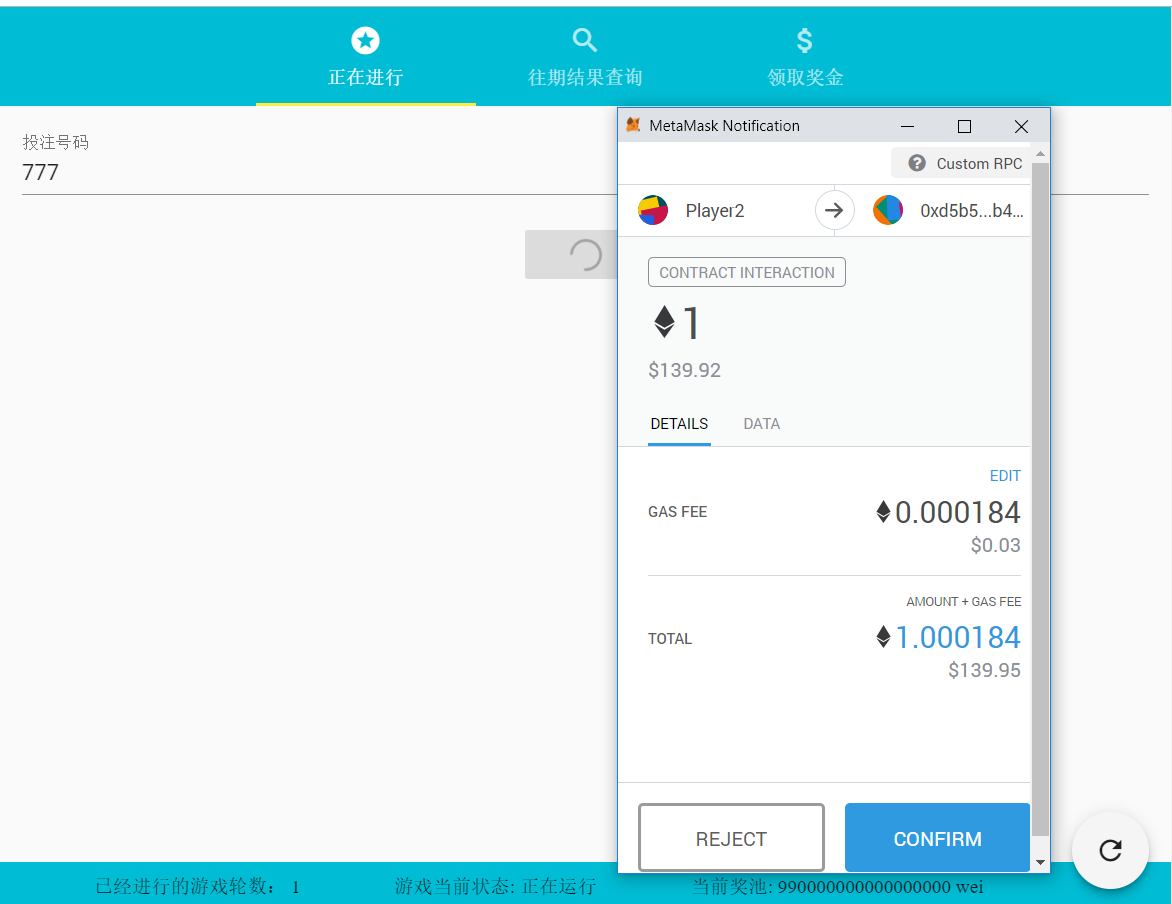 正在进行
往期结果查询
领取奖金
投注号码
777
MetaMask Notification
Custom RPC
Player2
0xd5b5...b4...
CONTRACT INTERACTION
1
$139.92
DETAILS DATA
EDIT
GAS FEE
0.000184
$0.03
AMOUNT + GAS FEE
TOTAL
1.000184
$139.95
REJECT
CONFIRM
已经进行的游戏轮数： 1
游戏当前状态: 正在运行
当前奖池: 990000000000000000 wei